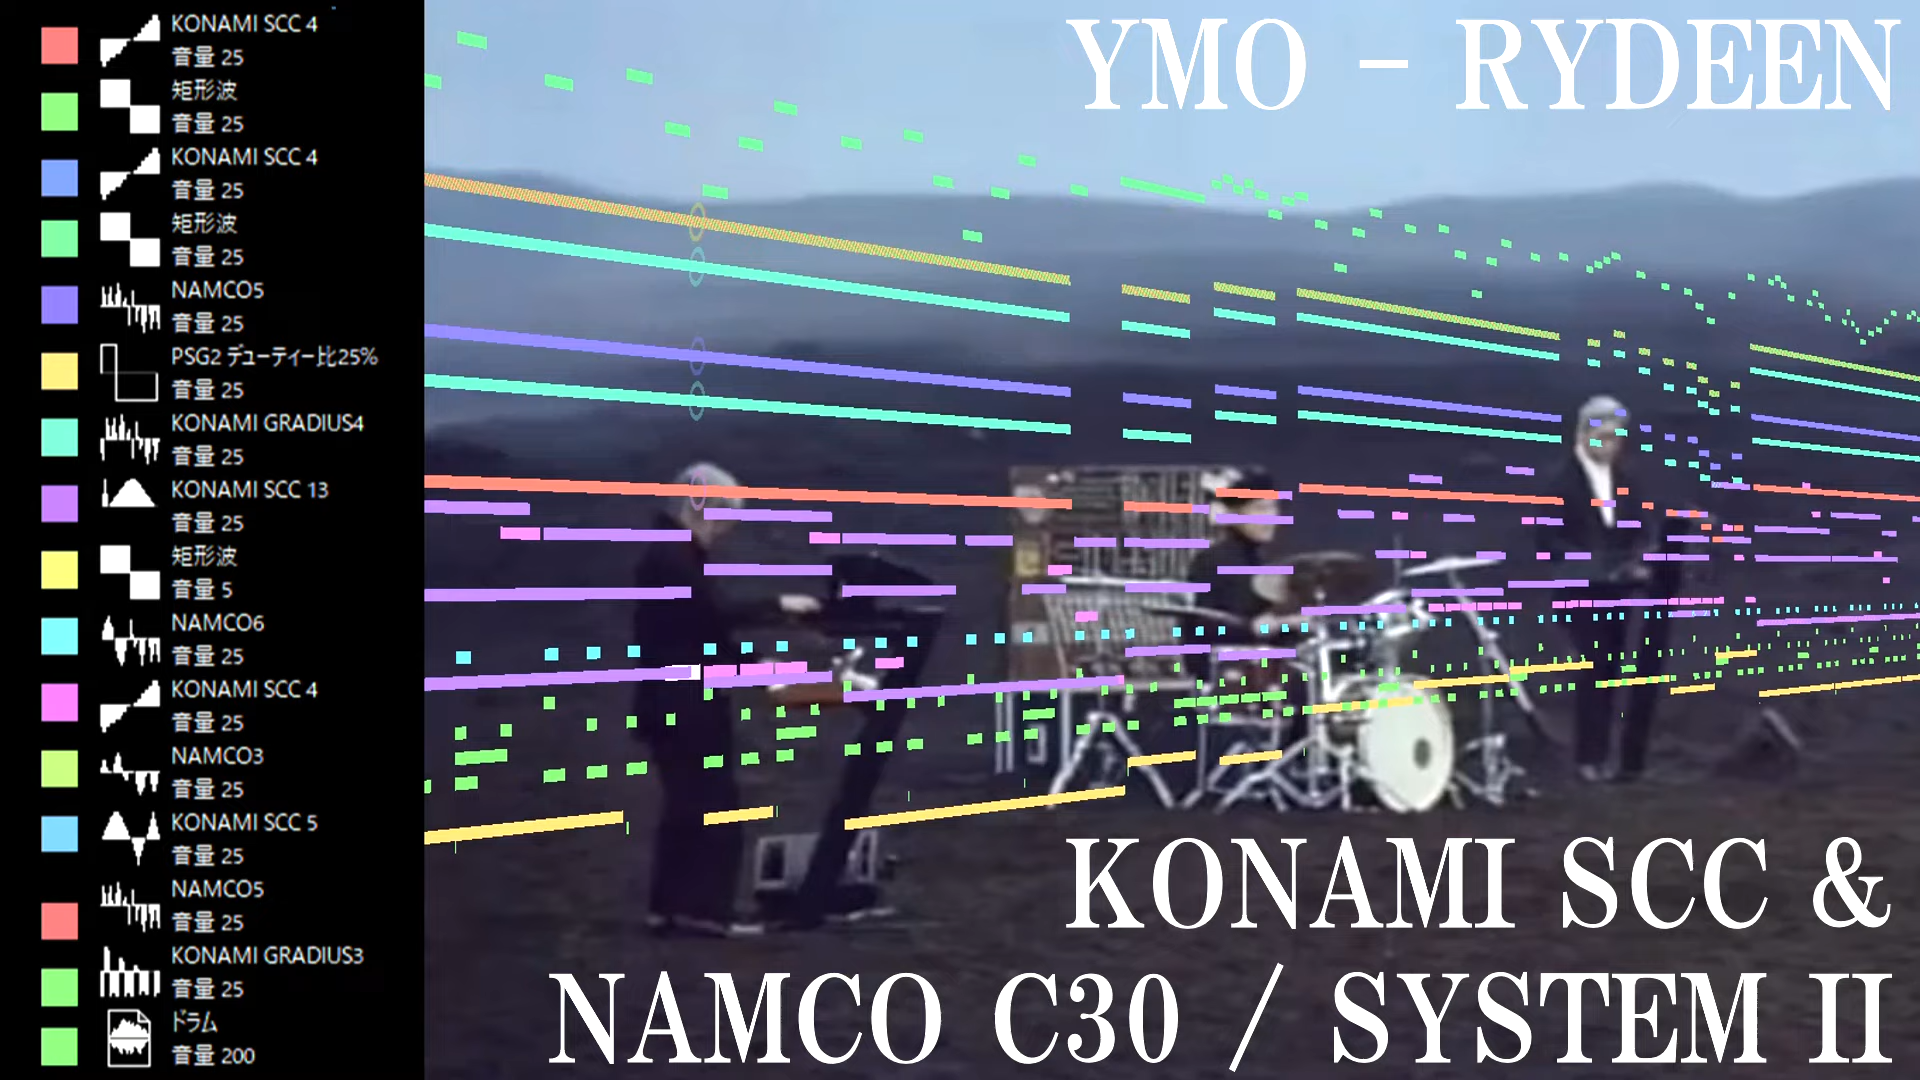 KONAMI SCC 4
音量 25
矩形波
音量 25
KONAMI SCC 4
音量 25
矩形波
音量 25
NAMCO5
音量 25
PSG2 デューティー比25%
音量 25
KONAMI GRADIUS4
音量 25
KONAMI SCC 13
音量 25
矩形波
音量 5
NAMCO6
音量 25
KONAMI SCC 4
音量 25
NAMCO3
音量 25
KONAMI SCC 5
音量 25
NAMCO5
音量 25
KONAMI GRADIUS3
音量 25
ドラム
音量 200
YMO - RYDEEN
KONAMI SCC &
NAMCO C30 / SYSTEM II